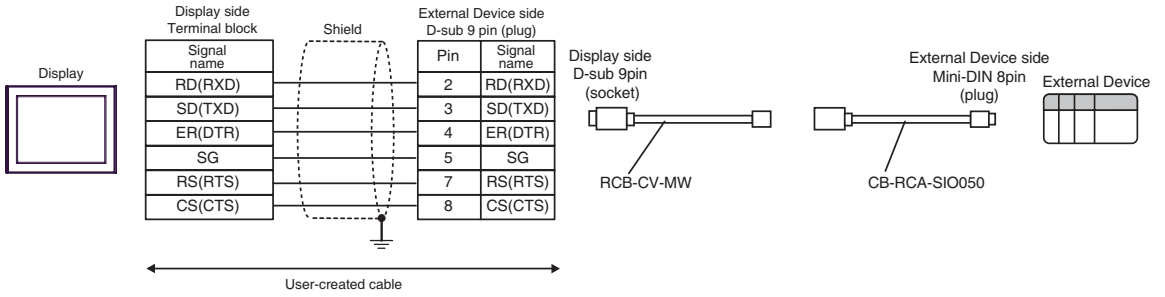 Display
Display side
Terminal block
Shield
External Device side
D-sub 9 pin (plug)
Signal
name
Pin
Signal
name
RD(RXD)
2
RD(RXD)
SD(TXD)
3
SD(TXD)
ER(DTR)
4
ER(DTR)
SG
5
SG
RS(RTS)
7
RS(RTS)
CS(CTS)
8
CS(CTS)
User-created cable
Display side
D-sub 9pin
(socket)
RCB-CV-MW
External Device side
Mini-DIN 8pin
(plug)
CB-RCA-SIO050
External Device